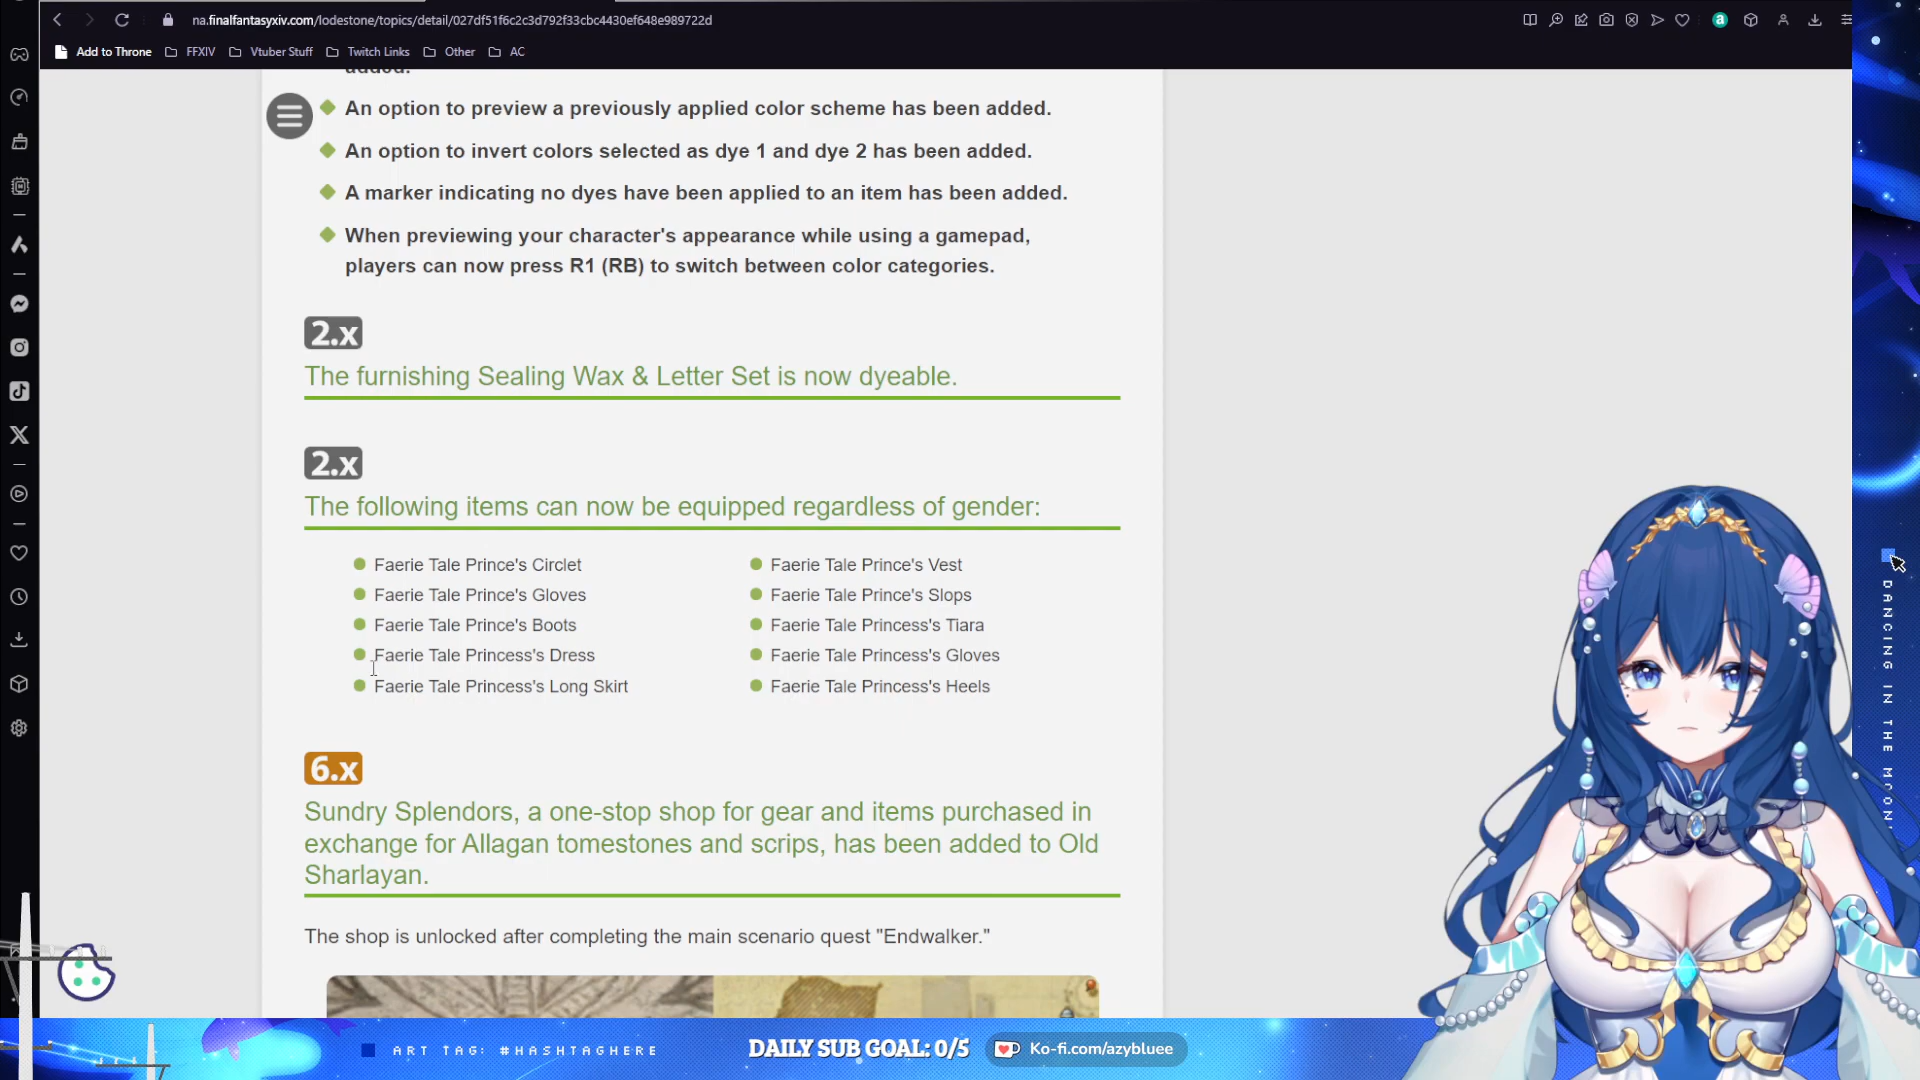 na.finalfantasyxiv.com/lodestone/topics/detail/027df51f6c2c3d792f33cbc4430ef648e989722d
Add to Throne
FFXIV
Vtuber Stuff
Twitch Links
Other
AC
added.
An option to preview a previously applied color scheme has been added.
An option to invert colors selected as dye 1 and dye 2 has been added.
A marker indicating no dyes have been applied to an item has been added.
When previewing your character's appearance while using a gamepad,
players can now press R1 (RB) to switch between color categories.
2.x
The furnishing Sealing Wax & Letter Set is now dyeable.
2.x
The following items can now be equipped regardless of gender:
Faerie Tale Prince's Circlet
Faerie Tale Prince's Vest
Faerie Tale Prince's Gloves
Faerie Tale Prince's Slops
Faerie Tale Prince's Boots
Faerie Tale Princess's Tiara
Faerie Tale Princess's Dress
Faerie Tale Princess's Gloves
Faerie Tale Princess's Long Skirt
Faerie Tale Princess's Heels
6.x
Sundry Splendors, a one-stop shop for gear and items purchased in
exchange for Allagan tomestones and scrips, has been added to Old
Sharlayan.
The shop is unlocked after completing the main scenario quest "Endwalker."
DANCING IN THE MOON'
ART TAG: #HASHTAGHERE
DAILY SUB GOAL: 0/5
Ko-fi.com/azybluee